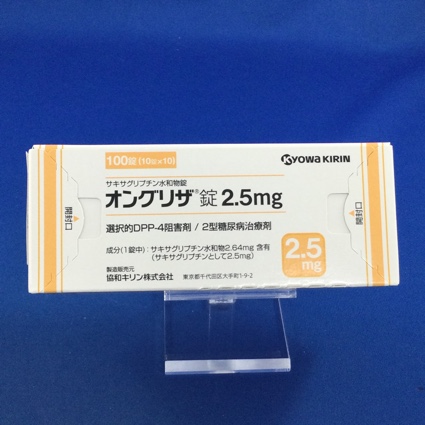 100錠(10錠×10)
KYOWA KIRIN
サキサグリプチン水和物錠
オングリザ®錠 2.5mg
選択的DPP-4阻害剤 / 2型糖尿病治療剤
成分(1錠中):サキサグリプチン水和物2.64mg 含有
(サキサグリプチンとして2.5mg)
製造販売元
協和キリン株式会社 東京都千代田区大手町1-9-2
2.5
mg
開封口
開封口